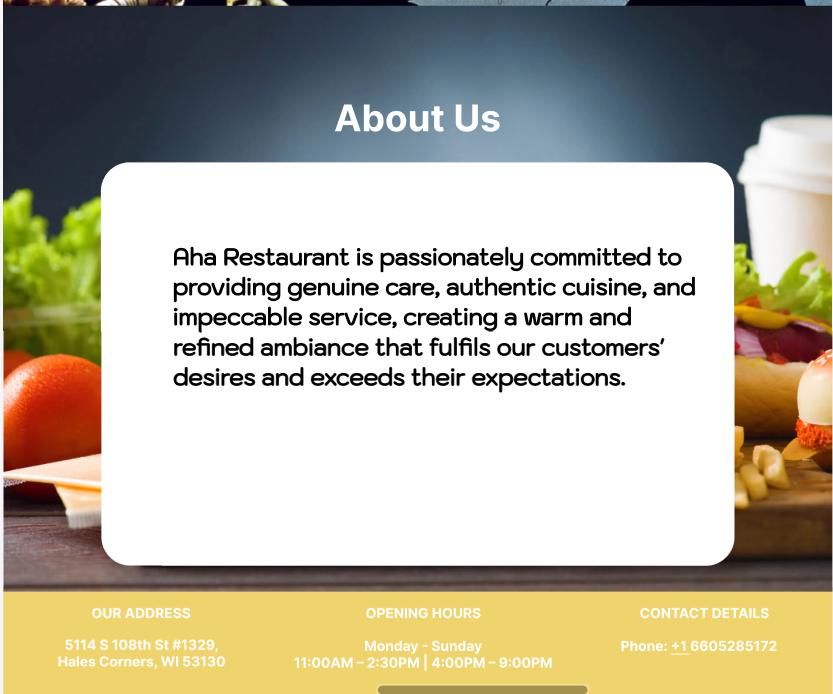 About Us
Aha Restaurant is passionately committed to
providing genuine care, authentic cuisine, and
impeccable service, creating a warm and
refined ambiance that fulfils our customers'
desires and exceeds their expectations.
OUR ADDRESS
5114 S 108th St #1329,
Hales Corners, WI 53130
OPENING HOURS
Monday - Sunday
11:00AM – 2:30PM | 4:00PM – 9:00PM
CONTACT DETAILS
Phone: +1 6605285172